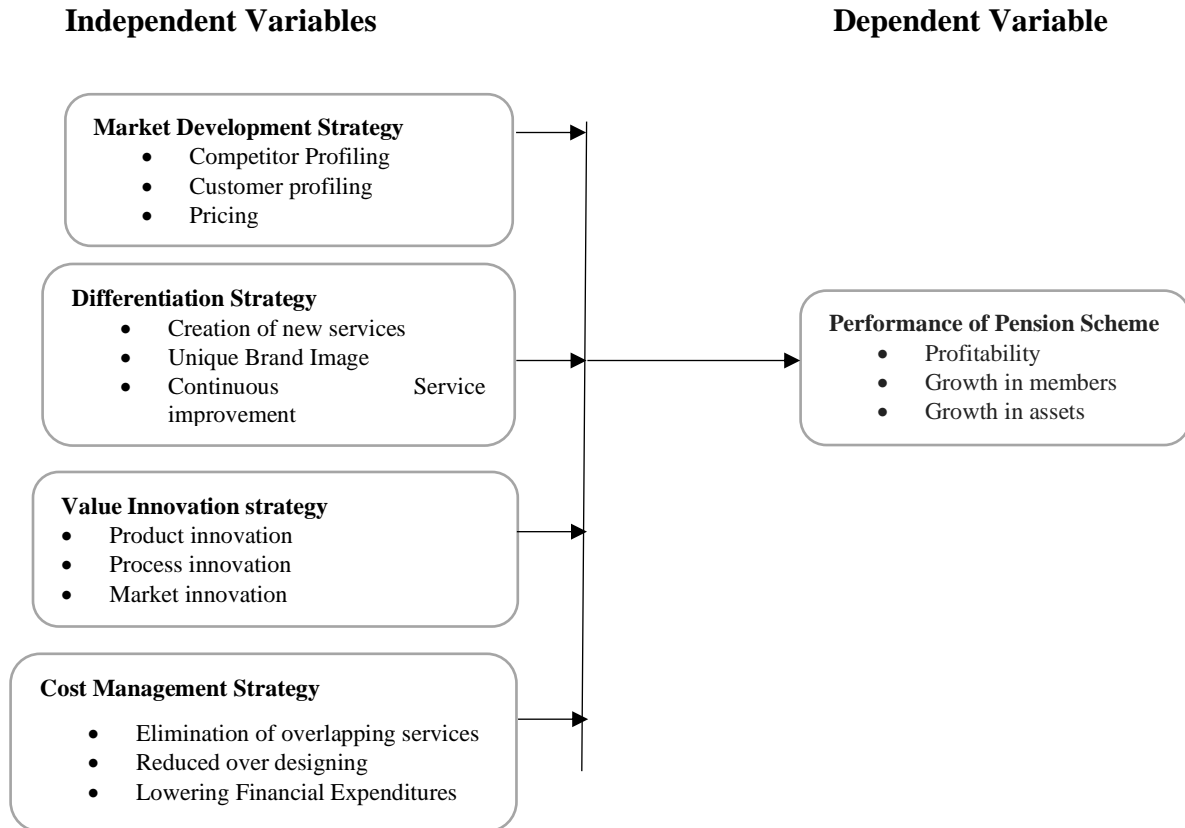 Independent Variables
Dependent Variable
Market Development Strategy
• Competitor Profiling
• Customer profiling
• Pricing
Differentiation Strategy
• Creation of new services
• Unique Brand Image
• Continuous Service
improvement
Value Innovation strategy
• Product innovation
• Process innovation
• Market innovation
Cost Management Strategy
• Elimination of overlapping services
• Reduced over designing
• Lowering Financial Expenditures
Performance of Pension Scheme
• Profitability
• Growth in members
• Growth in assets